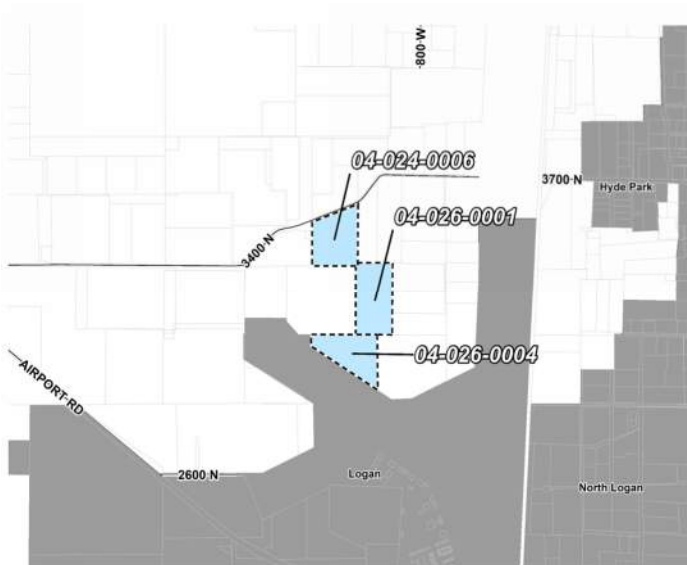 800 W
04-024-0006
3700 N
Hyde Park
04-026-0001
3400 N
04-026-0004
AIRPORT RD
2600 N
Logan
North Logan